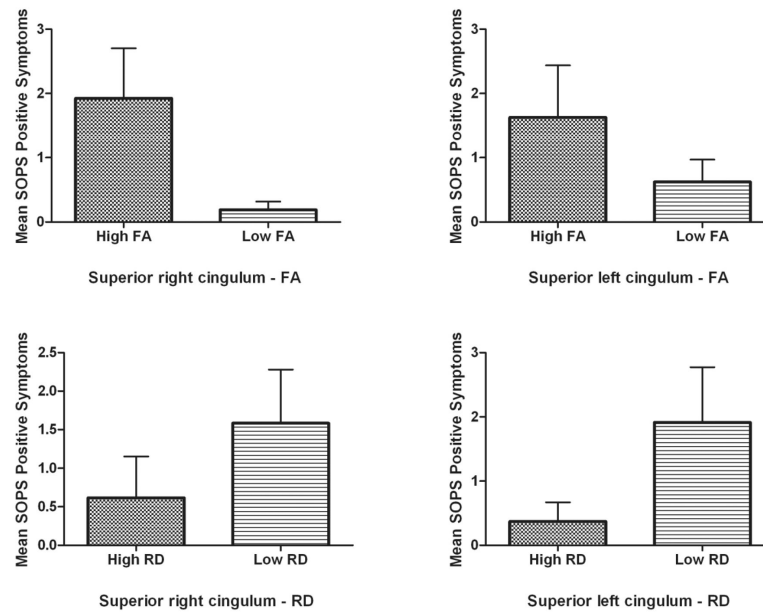 Mean SOPS Positive Symptoms
3
2
1
0
High FA Low FA
Superior right cingulum - FA
Mean SOPS Positive Symptoms
3
2
1
0
High FA Low FA
Superior left cingulum - FA
Mean SOPS Positive Symptoms
2.5
2.0
1.5
1.0
0.5
0.0
High RD Low RD
Superior right cingulum - RD
Mean SOPS Positive Symptoms
3
2
1
0
High RD Low RD
Superior left cingulum - RD